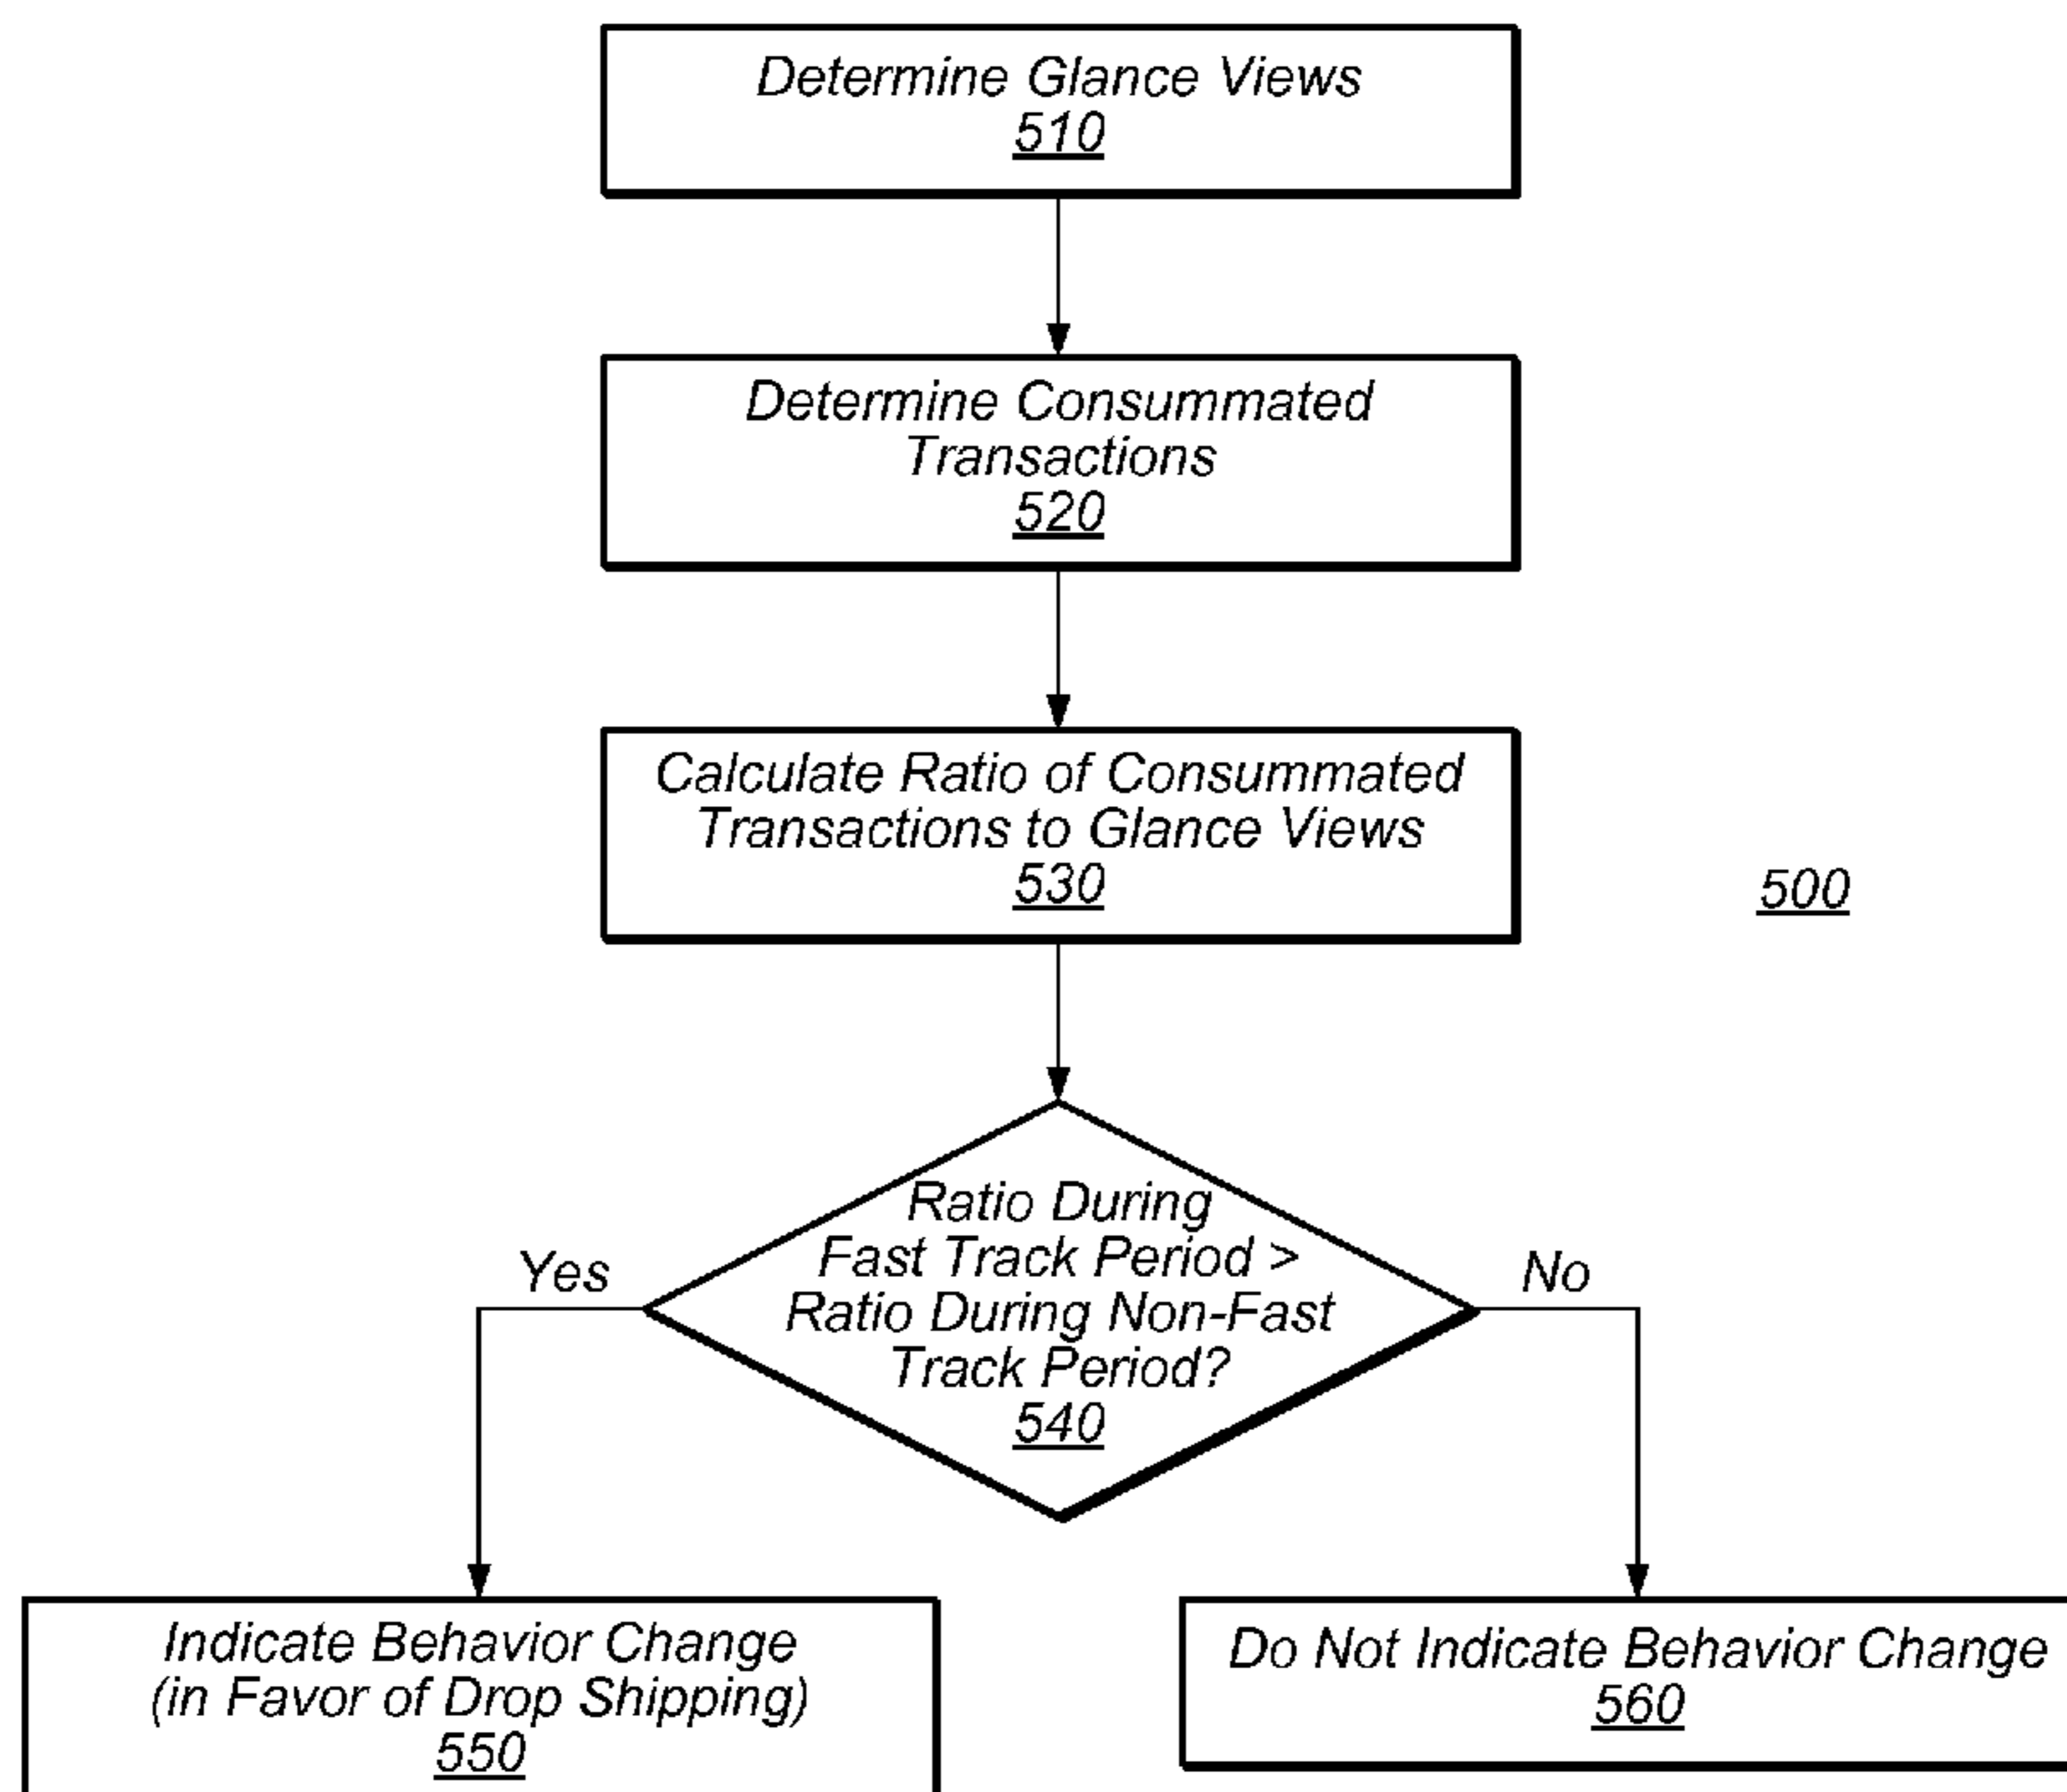 Determine Glance Views
510
Determine Consummated
Transactions
520
Calculate Ratio of Consummated
Transactions to Glance Views
530
500
Ratio During
Fast Track Period >
Ratio During Non-Fast
Track Period?
540
Yes
No
Indicate Behavior Change
(in Favor of Drop Shipping)
550
Do Not Indicate Behavior Change
560